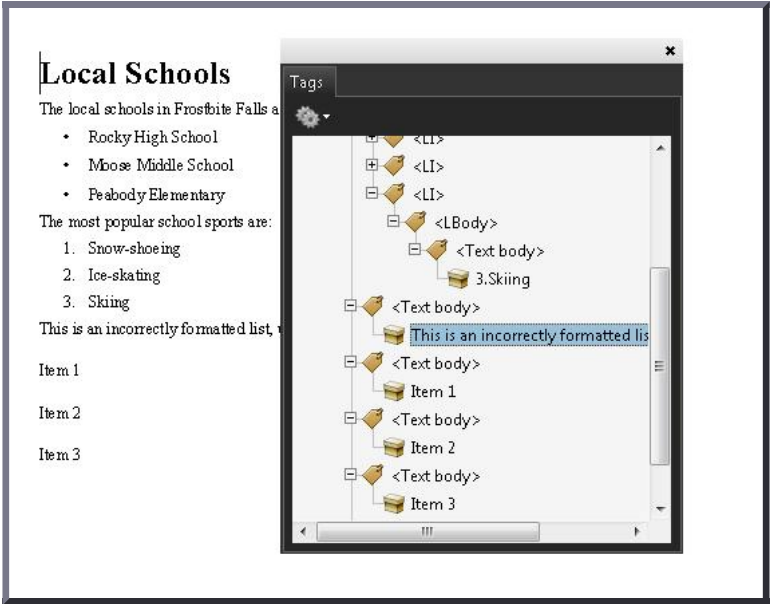 Local Schools
The local schools in Frostbite Falls a
• Rocky High School
• Moose Middle School
• Peabody Elementary
The most popular school sports are:
1. Snow-shoeing
2. Ice-skating
3. Skiing
This is an incorrectly formatted list, u
Item 1
Item 2
Item 3
Tags
<LI>
<LI>
<LI>
<LBody>
<Text body>
3.Skiing
<Text body>
This is an incorrectly formatted lis
<Text body>
Item 1
<Text body>
Item 2
<Text body>
Item 3